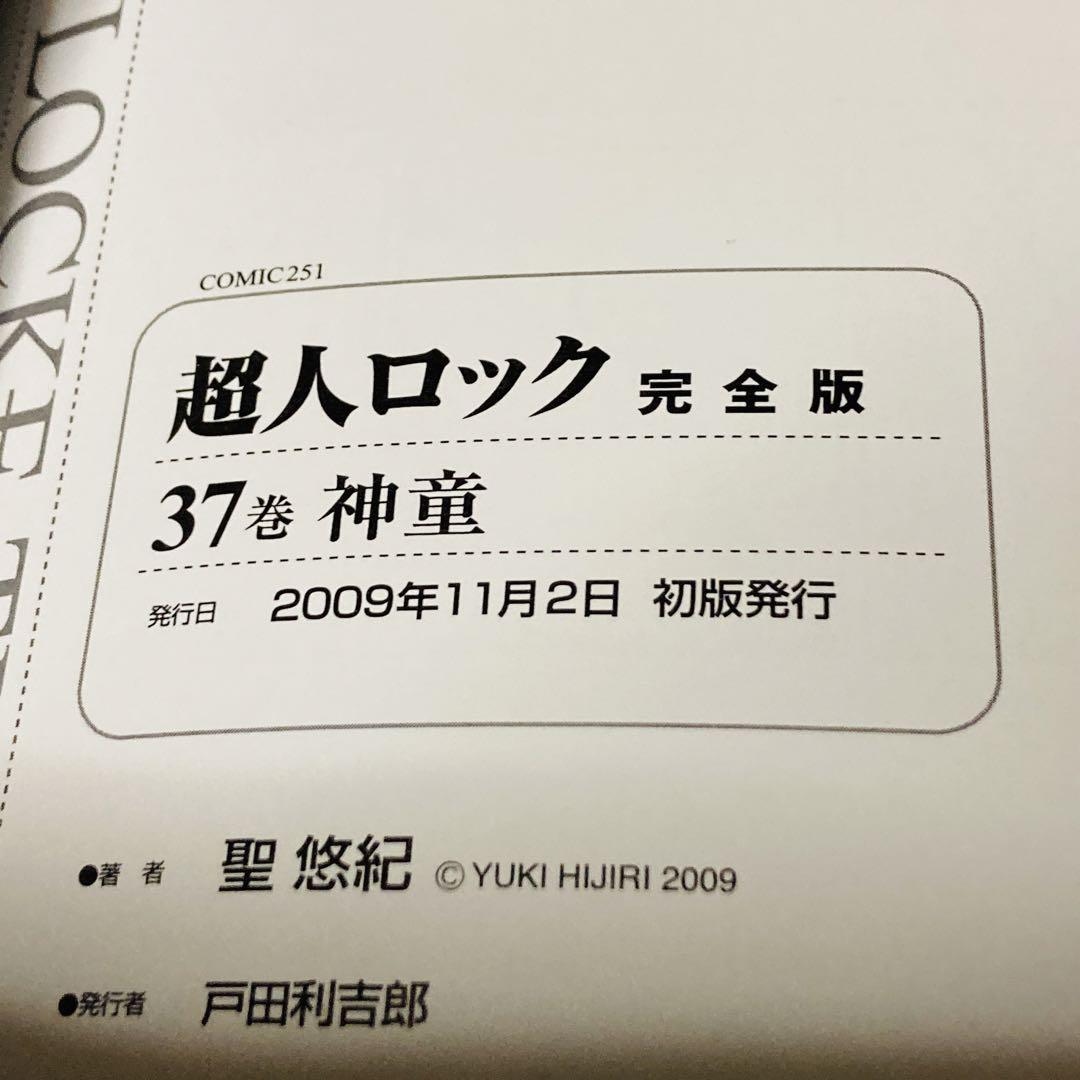 LOCKE T
COMIC251
超人ロック 完全版
37巻 神童
発行日 2009年11月2日 初版発行
●著 者 聖 悠紀 ©YUKI HIJIRI 2009
●発行者 戸田利吉郎